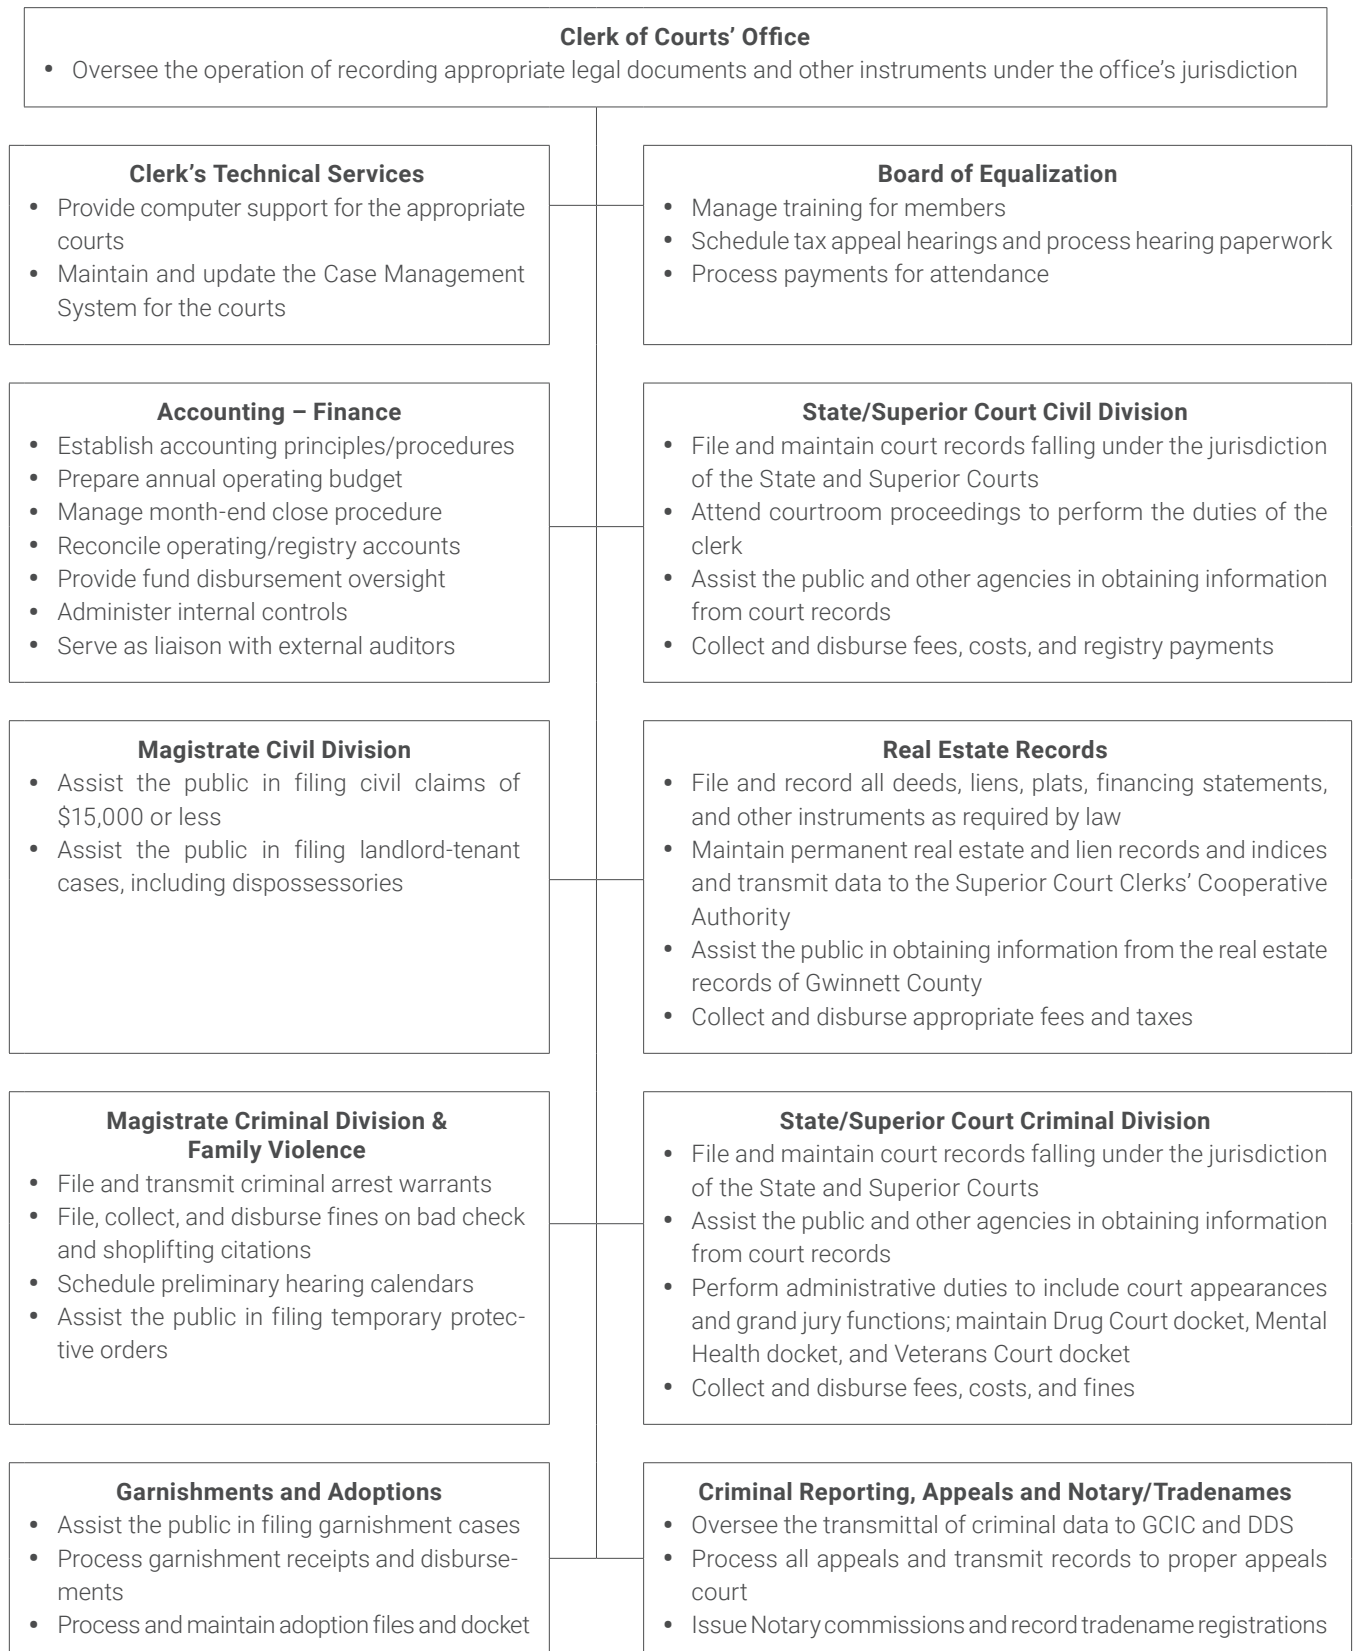 Clerk of Courts’ Office
• Oversee the operation of recording appropriate legal documents and other instruments under the office’s jurisdiction
Clerk’s Technical Services
• Provide computer support for the appropriate
courts
• Maintain and update the Case Management
System for the courts
Board of Equalization
• Manage training for members
• Schedule tax appeal hearings and process hearing paperwork
• Process payments for attendance
Accounting – Finance
• Establish accounting principles/procedures
• Prepare annual operating budget
• Manage month-end close procedure
• Reconcile operating/registry accounts
• Provide fund disbursement oversight
• Administer internal controls
• Serve as liaison with external auditors
State/Superior Court Civil Division
• File and maintain court records falling under the jurisdiction
of the State and Superior Courts
• Attend courtroom proceedings to perform the duties of the
clerk
• Assist the public and other agencies in obtaining information
from court records
• Collect and disburse fees, costs, and registry payments
Magistrate Civil Division
• Assist the public in filing civil claims of
$15,000 or less
• Assist the public in filing landlord-tenant
cases, including dispossessories
Real Estate Records
• File and record all deeds, liens, plats, financing statements,
and other instruments as required by law
• Maintain permanent real estate and lien records and indices
and transmit data to the Superior Court Clerks’ Cooperative
Authority
• Assist the public in obtaining information from the real estate
records of Gwinnett County
• Collect and disburse appropriate fees and taxes
Magistrate Criminal Division &
Family Violence
• File and transmit criminal arrest warrants
• File, collect, and disburse fines on bad check
and shoplifting citations
• Schedule preliminary hearing calendars
• Assist the public in filing temporary protec-
tive orders
State/Superior Court Criminal Division
• File and maintain court records falling under the jurisdiction
of the State and Superior Courts
• Assist the public and other agencies in obtaining information
from court records
• Perform administrative duties to include court appearances
and grand jury functions; maintain Drug Court docket, Mental
Health docket, and Veterans Court docket
• Collect and disburse fees, costs, and fines
Garnishments and Adoptions
• Assist the public in filing garnishment cases
• Process garnishment receipts and disburse-
ments
• Process and maintain adoption files and docket
Criminal Reporting, Appeals and Notary/Tradenames
• Oversee the transmittal of criminal data to GCIC and DDS
• Process all appeals and transmit records to proper appeals
court
• Issue Notary commissions and record tradename registrations